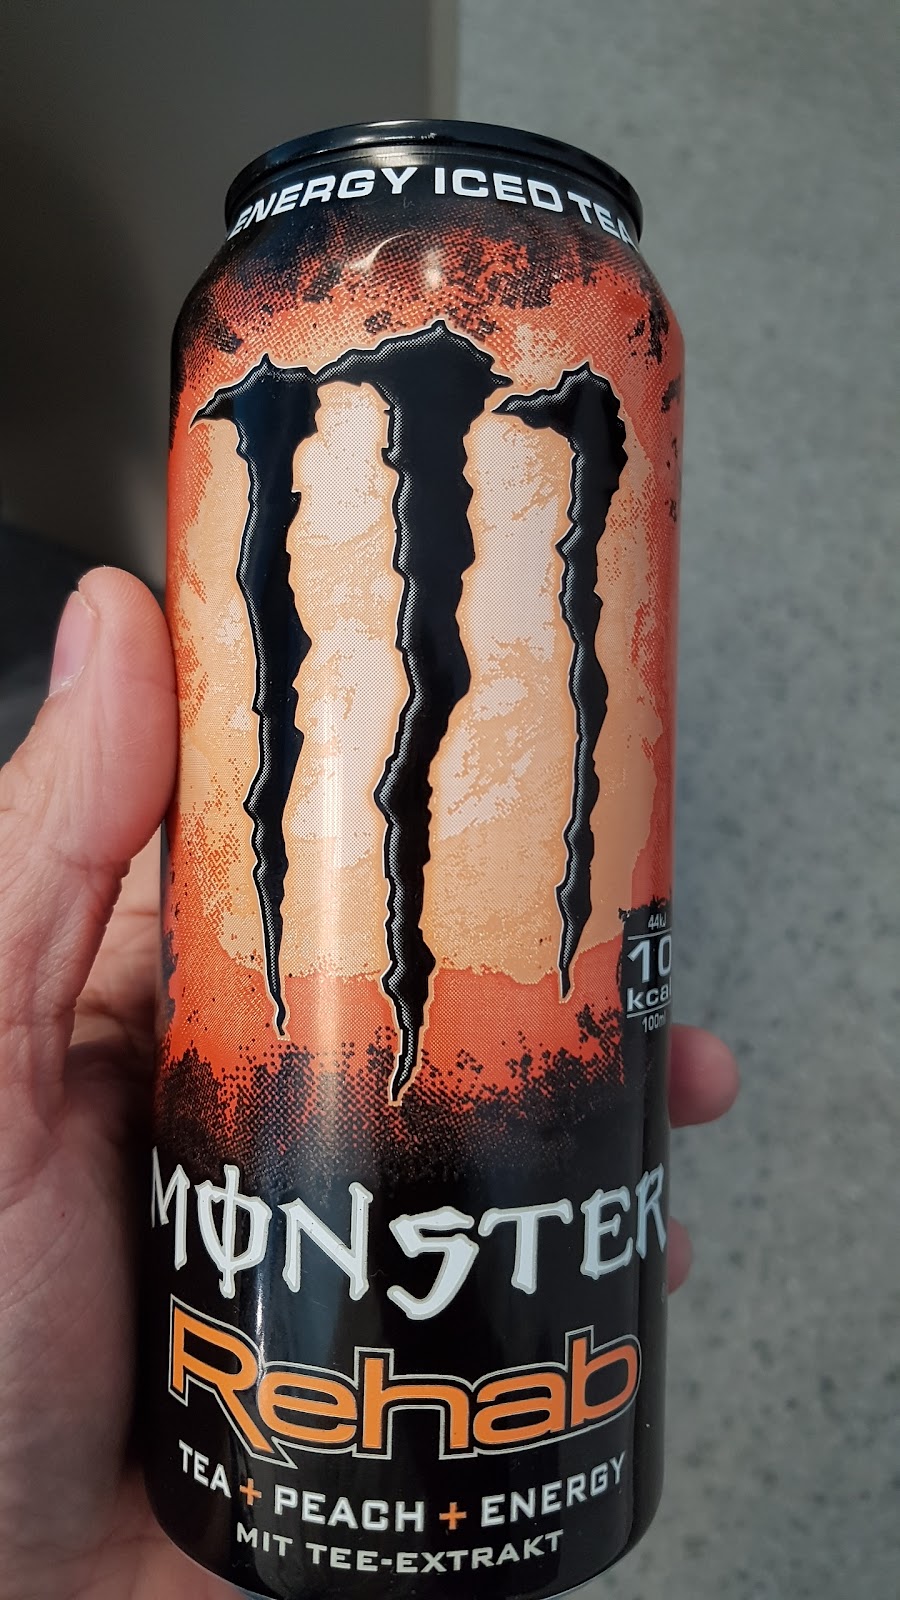 ENERGY ICED TEA
44kJ
10
kcal
100ml
MONSTER
Rehab
TEA + PEACH + ENERGY
MIT TEE-EXTRAKT